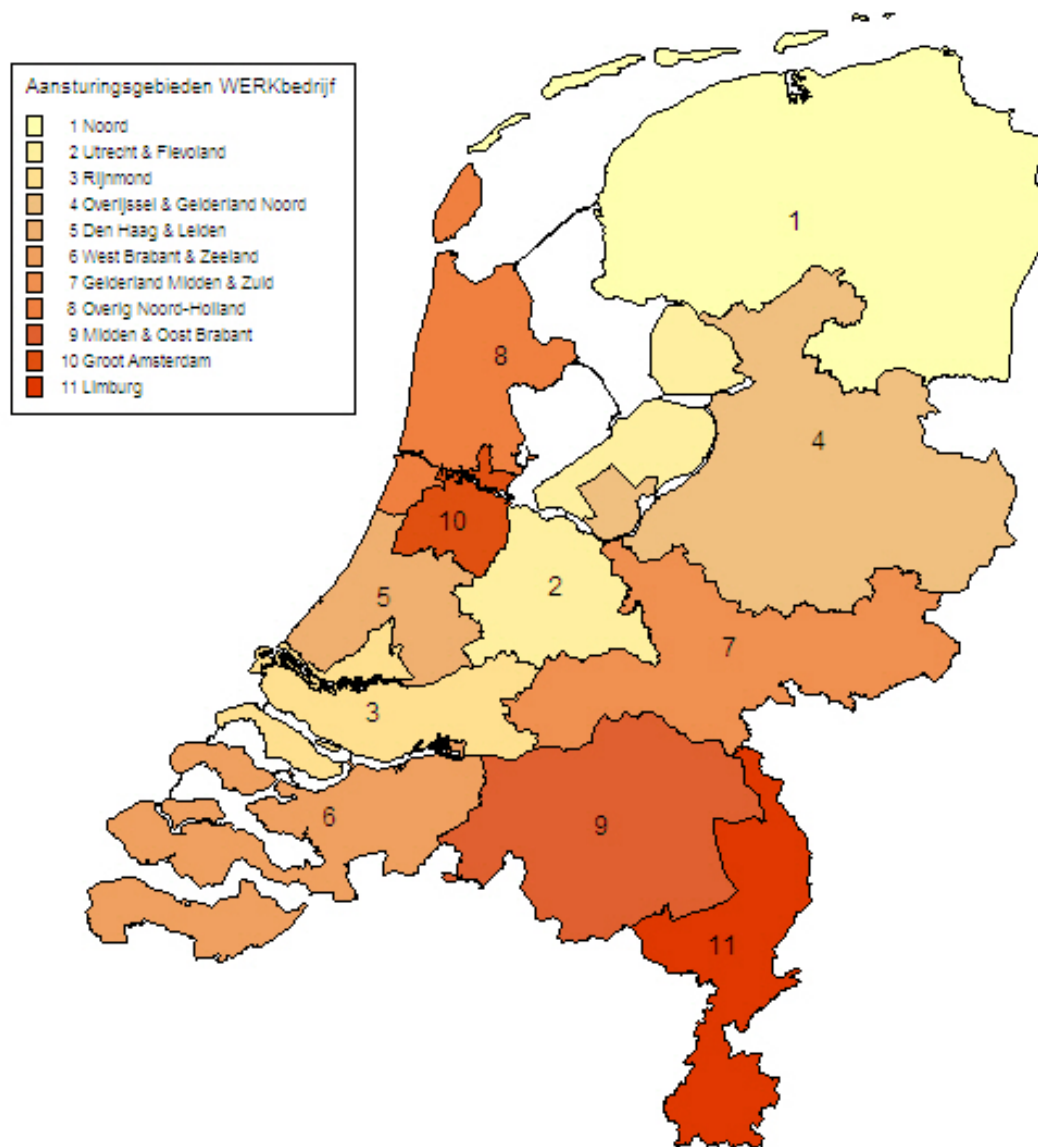 Aansturingsgebieden WERKbedrijf
1 Noord
2 Utrecht & Flevoland
3 Rijnmond
4 Overijssel & Gelderland Noord
5 Den Haag & Leiden
6 West Brabant & Zeeland
7 Gelderland Midden & Zuid
8 Overig Noord-Holland
9 Midden & Oost Brabant
10 Groot Amsterdam
11 Limburg
1
8
4
10
2
5
7
3
6
9
11